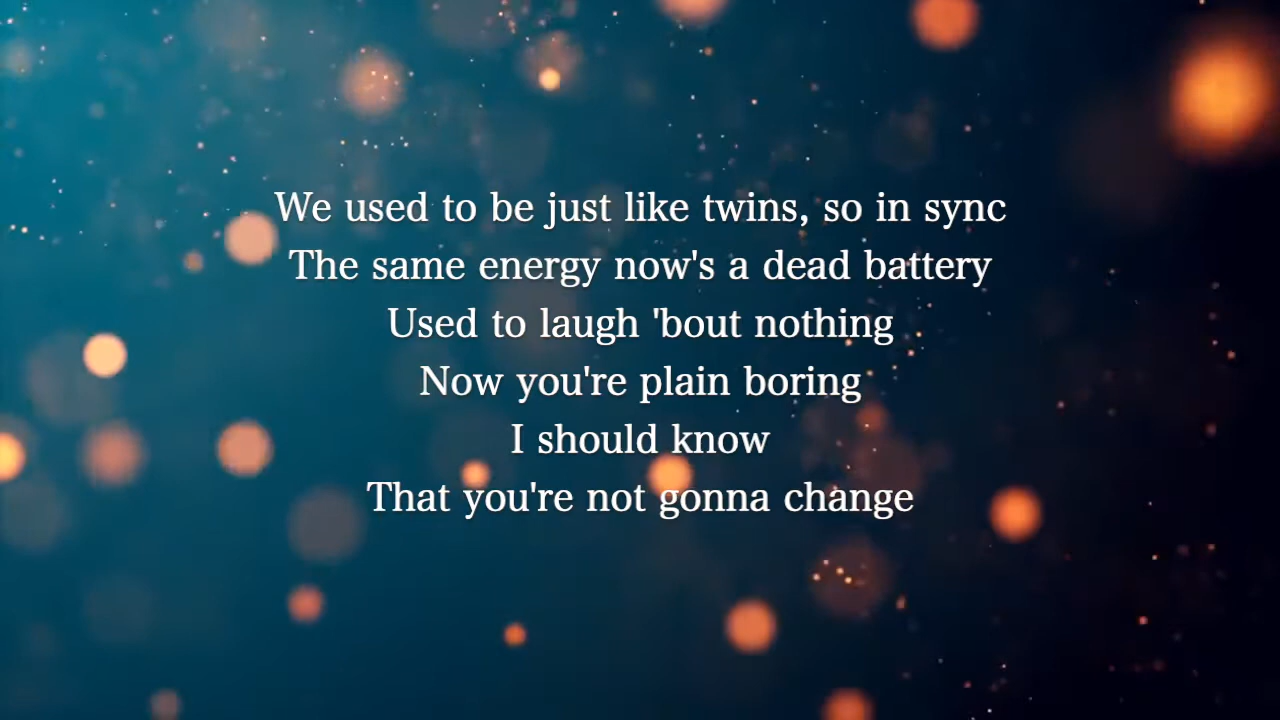 We used to be just like twins, so in sync
The same energy now's a dead battery
Used to laugh 'bout nothing
Now you're plain boring
I should know
That you're not gonna change